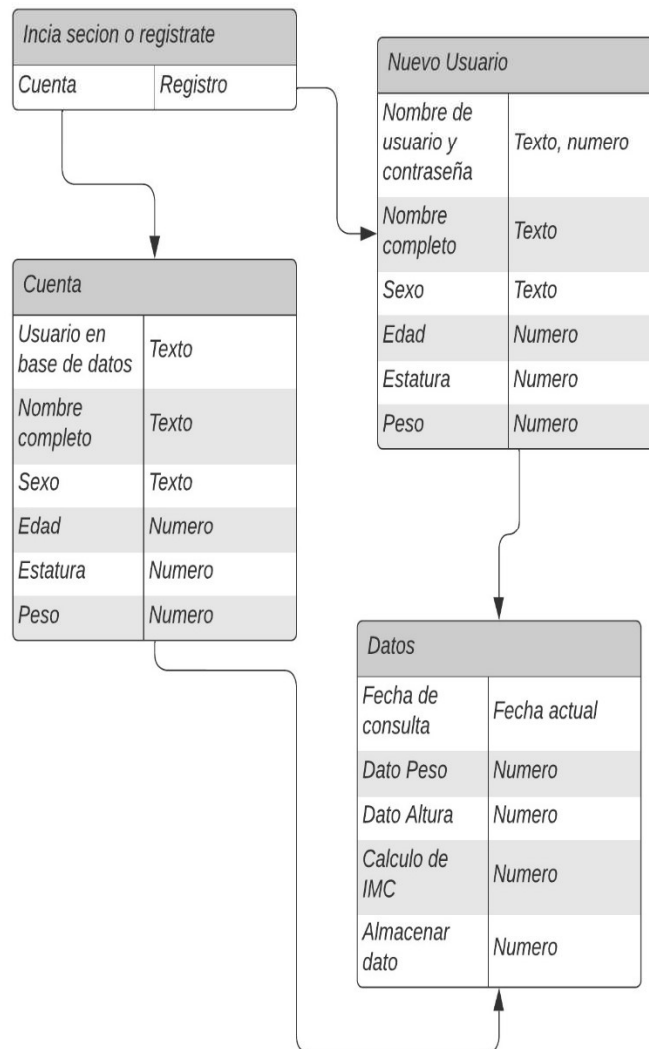 Incia secion o registrate
Cuenta
Registro
Nuevo Usuario
Nombre de
usuario y
contraseña
Texto, numero
Nombre
completo
Texto
Sexo
Texto
Edad
Numero
Estatura
Numero
Peso
Numero
Cuenta
Usuario en
base de datos
Texto
Nombre
completo
Texto
Sexo
Texto
Edad
Numero
Estatura
Numero
Peso
Numero
Datos
Fecha de
consulta
Fecha actual
Dato Peso
Numero
Dato Altura
Numero
Calculo de
IMC
Numero
Almacenar
dato
Numero